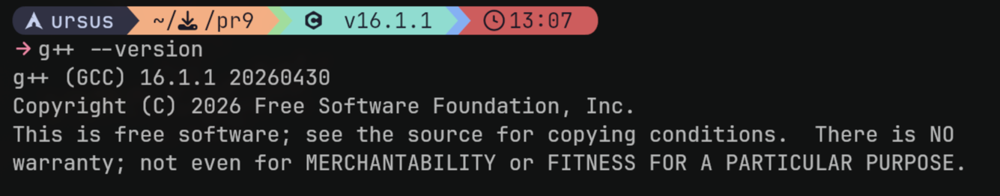 ursus ~/ /pr9 C v16.1.1 13:07
→ g++ --version
g++ (GCC) 16.1.1 20260430
Copyright (C) 2026 Free Software Foundation, Inc.
This is free software; see the source for copying conditions.  There is NO
warranty; not even for MERCHANTABILITY or FITNESS FOR A PARTICULAR PURPOSE.